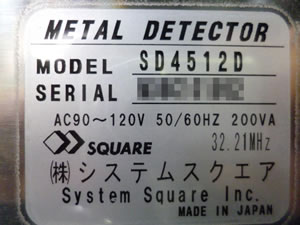 METAL DETECTOR
MODEL SD4512D
SERIAL
AC90～120V 50/60HZ 200VA
SQUARE 32.21MHz
(株)システムスクエア
System Square Inc.
MADE IN JAPAN